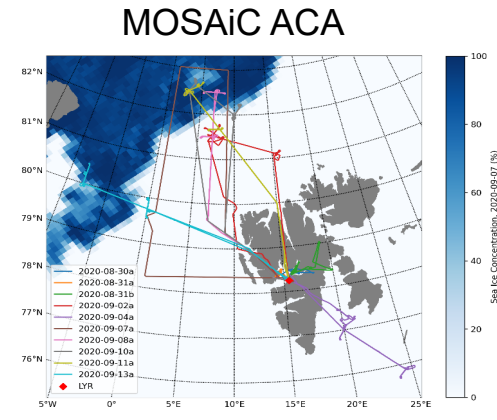 MOSAiC ACA
82°N
81°N
80°N
79°N
78°N
77°N
76°N
5°W
0°
5°E
10°E
15°E
20°E
25°E
2020-08-30a
2020-08-31a
2020-08-31b
2020-09-02a
2020-09-04a
2020-09-07a
2020-09-08a
2020-09-10a
2020-09-11a
2020-09-13a
LYR
100
80
60
40
20
0
Sea Ice Concentration, 2020-09-07 (%)